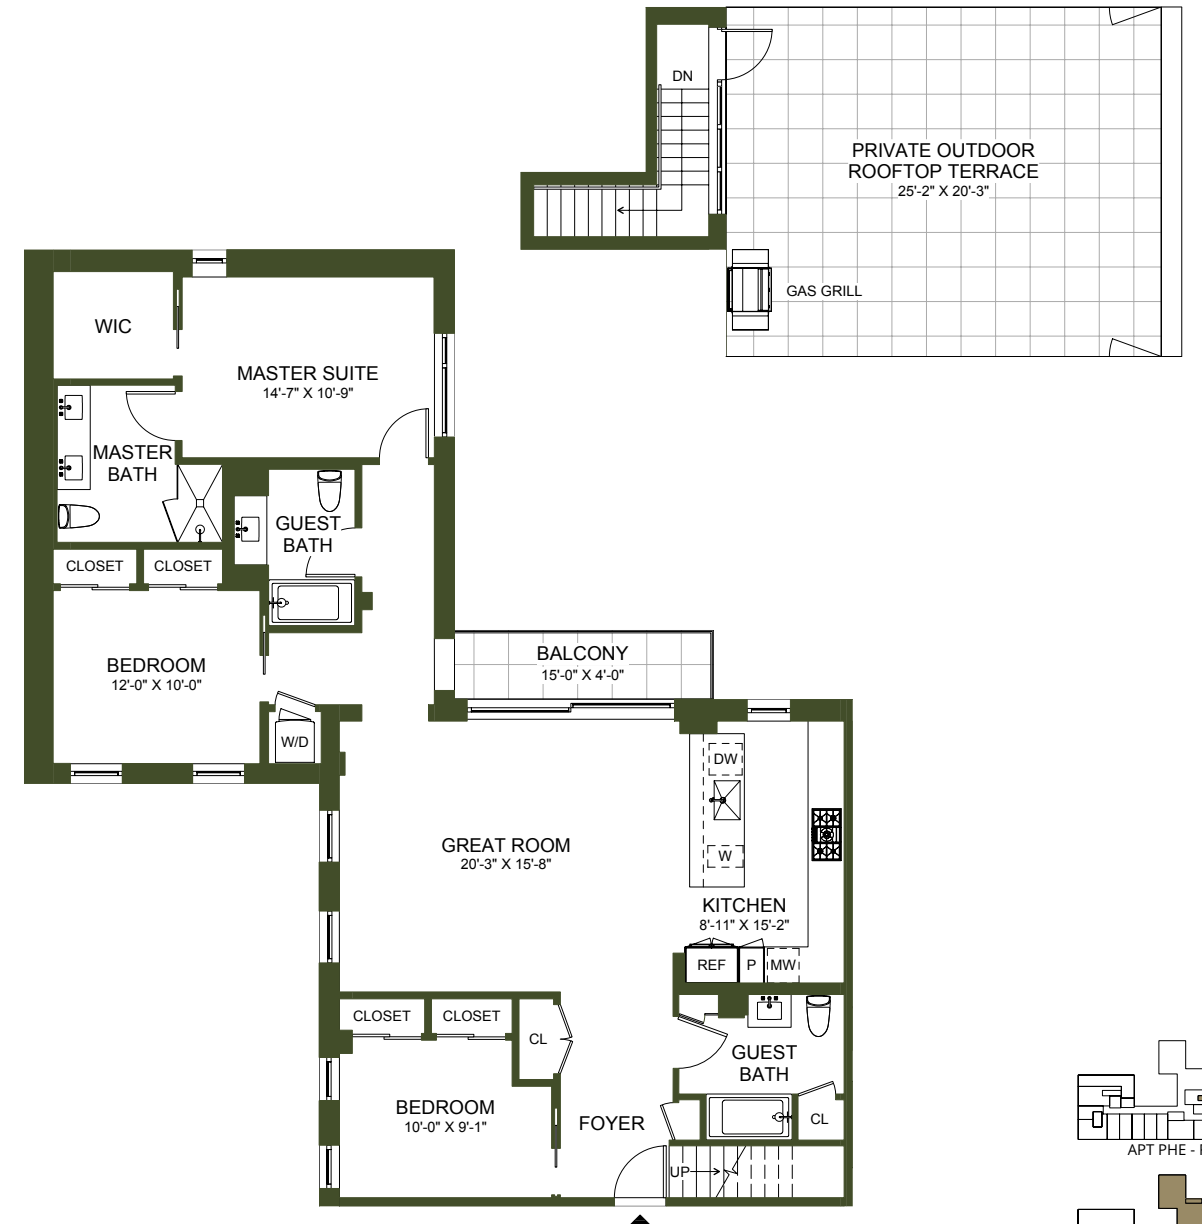 DN
PRIVATE OUTDOOR
ROOFTOP TERRACE
25'-2" X 20'-3"
GAS GRILL
WIC
MASTER SUITE
14'-7" X 10'-9"
MASTER
BATH
GUEST
BATH
CLOSET
CLOSET
BEDROOM
12'-0" X 10'-0"
BALCONY
15'-0" X 4'-0"
W/D
DW
GREAT ROOM
20'-3" X 15'-8"
W
KITCHEN
8'-11" X 15'-2"
REF
P
MW
CLOSET
CLOSET
CL
GUEST
BATH
BEDROOM
10'-0" X 9'-1"
FOYER
CL
UP
APT PHE -